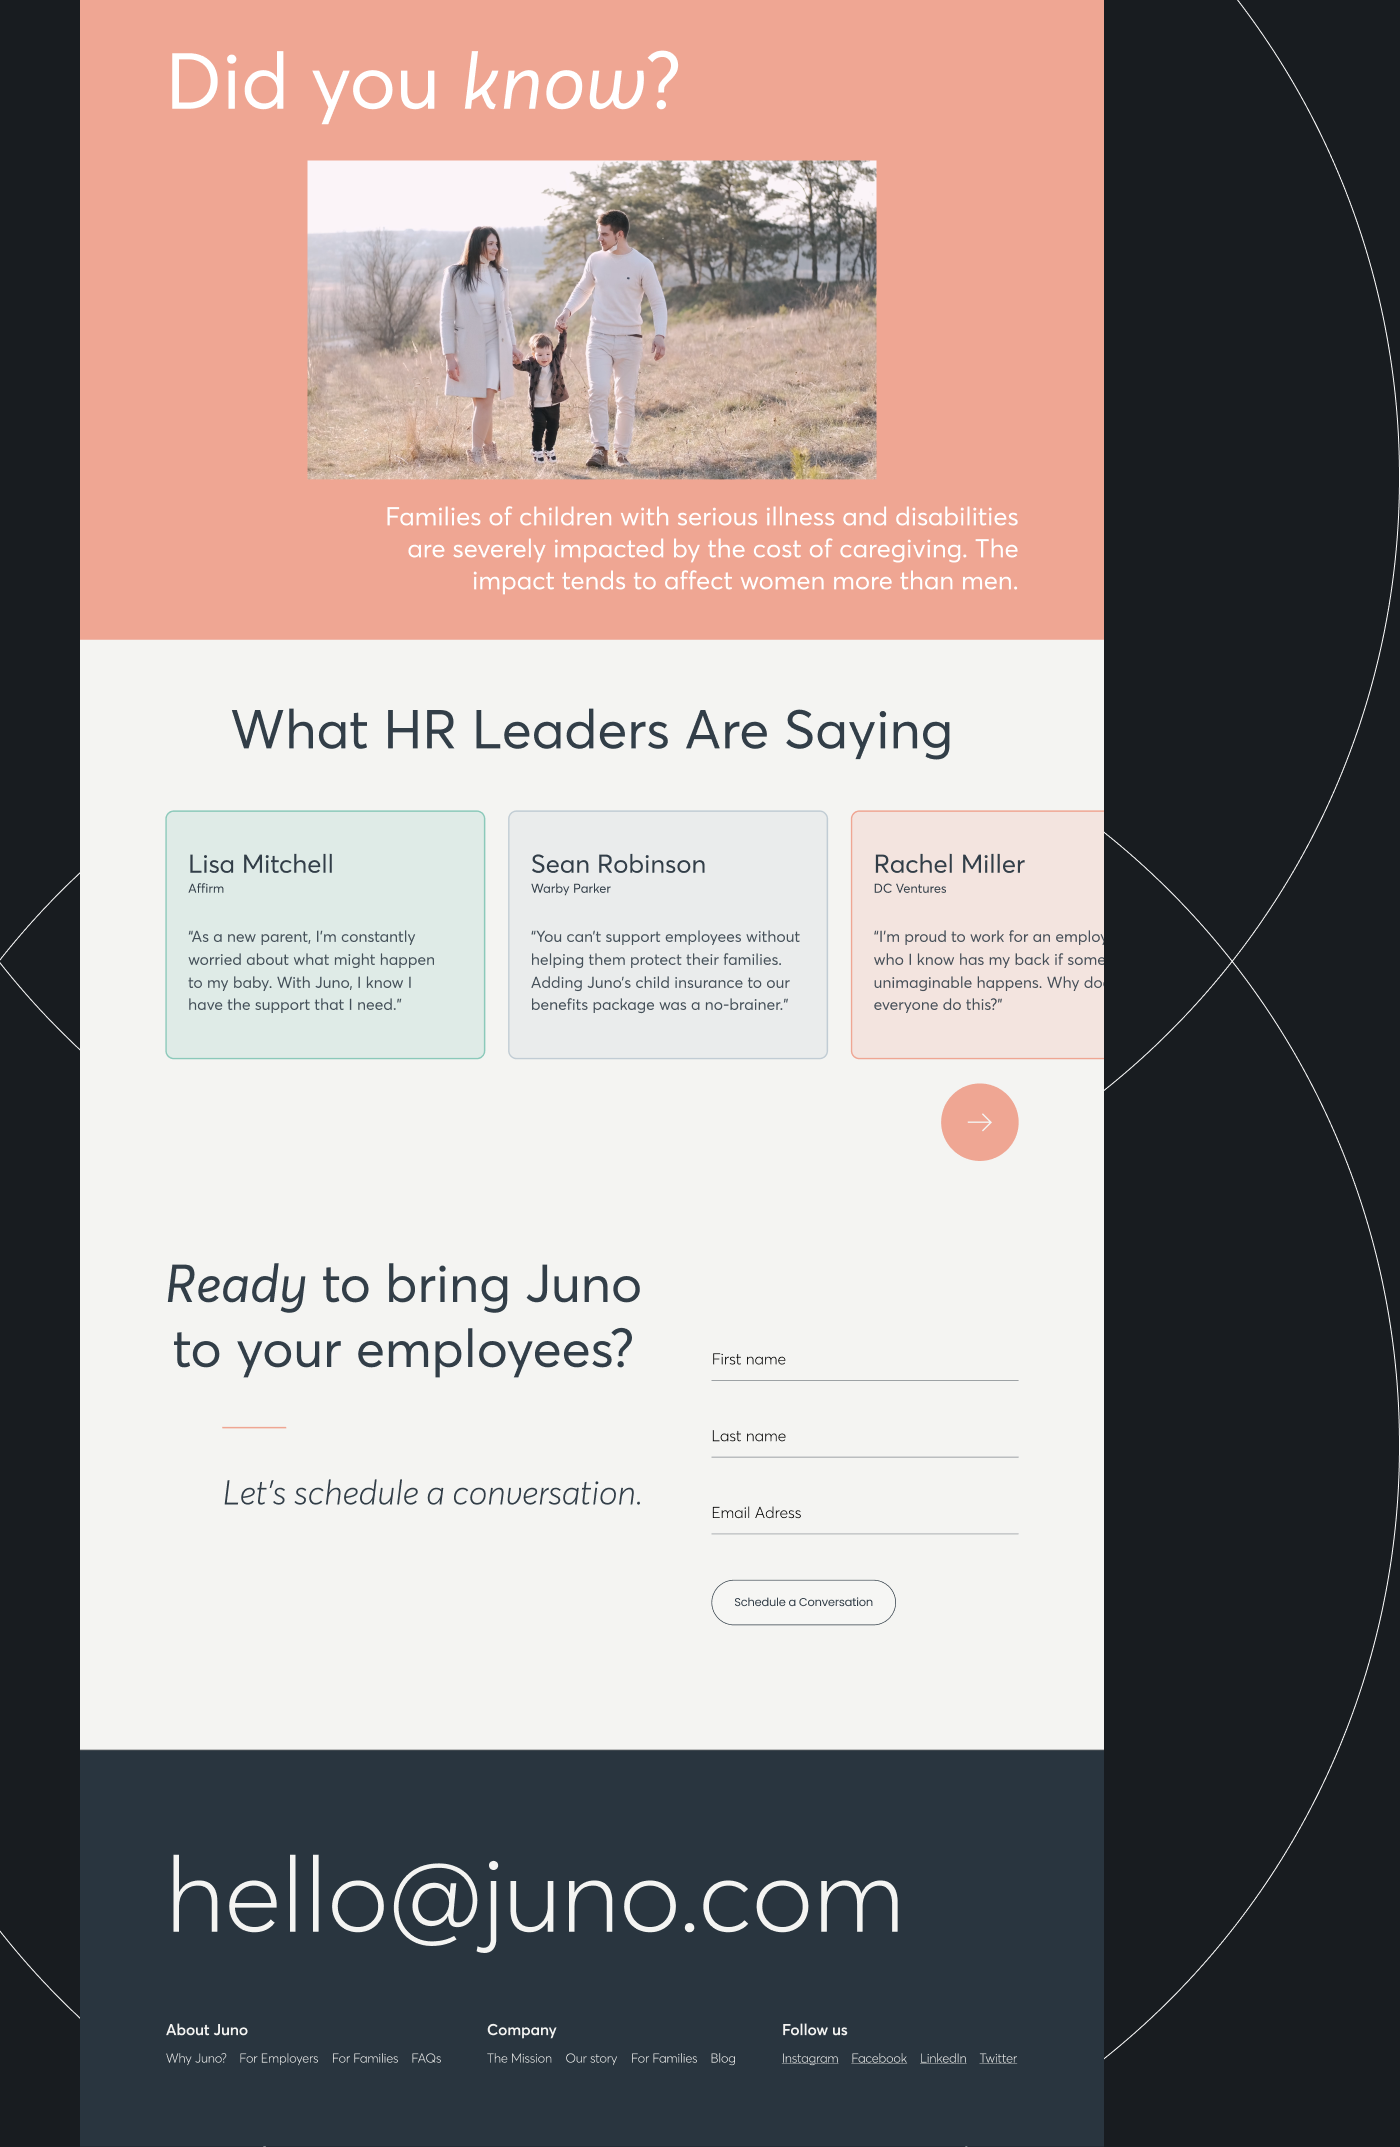 Did you know?
Families of children with serious illness and disabilities
are severely impacted by the cost of caregiving. The
impact tends to affect women more than men.
What HR Leaders Are Saying
Lisa Mitchell
Affirm
“As a new parent, I’m constantly
worried about what might happen
to my baby. With Juno, I know I
have the support that I need.”
Sean Robinson
Warby Parker
“You can’t support employees without
helping them protect their families.
Adding Juno’s child insurance to our
benefits package was a no-brainer.”
Rachel Miller
DC Ventures
“I’m proud to work for an employ
who I know has my back if some
unimaginable happens. Why do
everyone do this?”
Ready to bring Juno
to your employees?
Let’s schedule a conversation.
First name
Last name
Email Adress
Schedule a Conversation
hello@juno.com
About Juno
Why Juno? For Employers For Families FAQs
Company
The Mission Our story For Families Blog
Follow us
Instagram Facebook LinkedIn Twitter